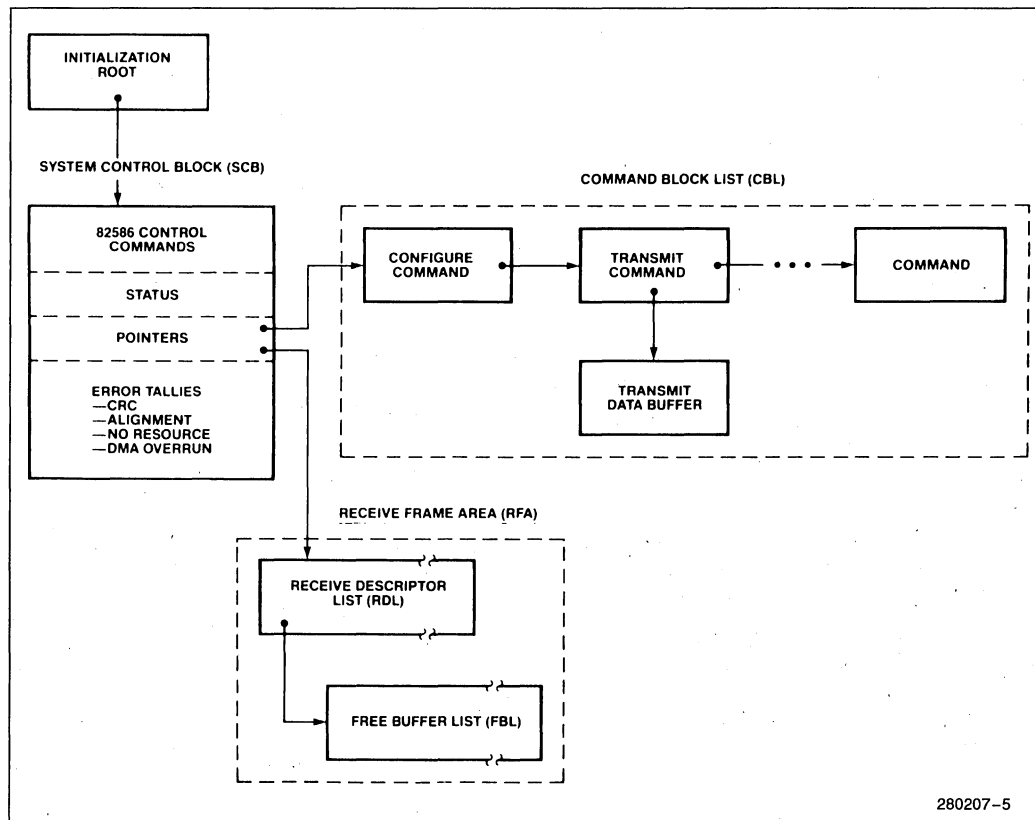 INITIALIZATION
ROOT
SYSTEM CONTROL BLOCK (SCB)
82586 CONTROL
COMMANDS
STATUS
POINTERS
ERROR TALLIES
—CRC
—ALIGNMENT
—NO RESOURCE
—DMA OVERRUN
COMMAND BLOCK LIST (CBL)
CONFIGURE
COMMAND
TRANSMIT
COMMAND
• • •
COMMAND
TRANSMIT
DATA BUFFER
RECEIVE FRAME AREA (RFA)
RECEIVE DESCRIPTOR
LIST (RDL)
FREE BUFFER LIST (FBL)
280207–5